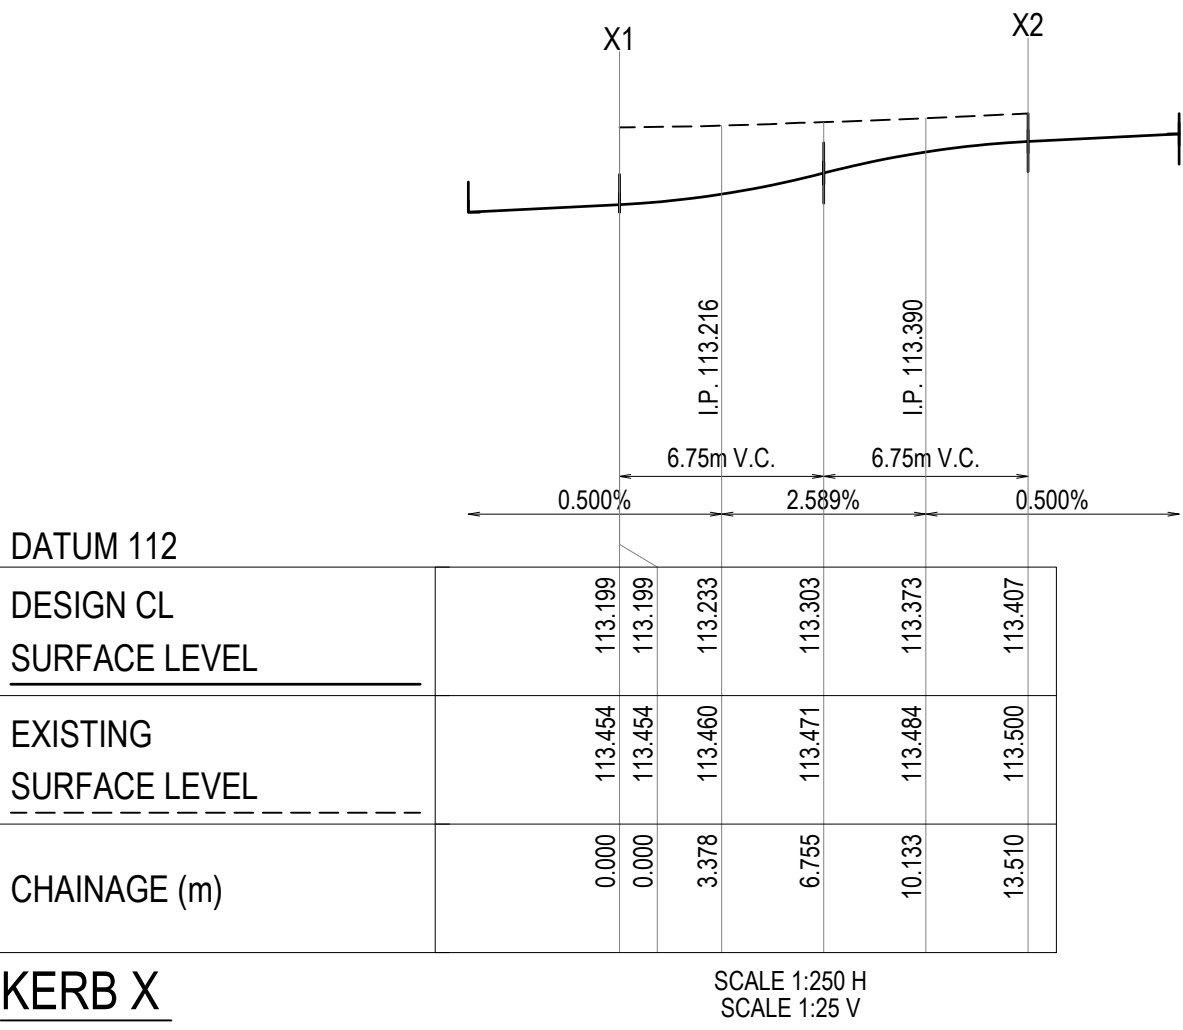 X1
X2
I.P. 113.216
I.P. 113.390
6.75m V.C.
6.75m V.C.
0.500%
2.589%
0.500%
DATUM 112
DESIGN CL
SURFACE LEVEL
113.199
113.199
113.233
113.303
113.373
113.407
EXISTING
SURFACE LEVEL
113.454
113.454
113.460
113.471
113.484
113.500
CHAINAGE (m)
0.000
0.000
3.378
6.755
10.133
13.510
KERB X
SCALE 1:250 H
SCALE 1:25 V